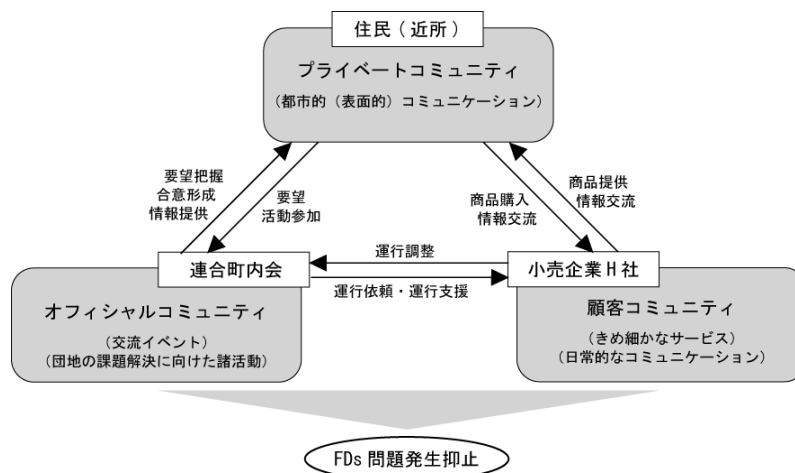 住民(近所)
プライベートコミュニティ
(都市的(表面的)コミュニケーション)
要望把握
合意形成
情報提供
要望
活動参加
商品購入
情報交流
商品提供
情報交流
連合町内会
運行調整
運行依頼・運行支援
小売企業H社
オフィシャルコミュニティ
(交流イベント)
(団地の課題解決に向けた諸活動)
顧客コミュニティ
(きめ細かなサービス)
(日常的なコミュニケーション)
FDs問題発生抑止